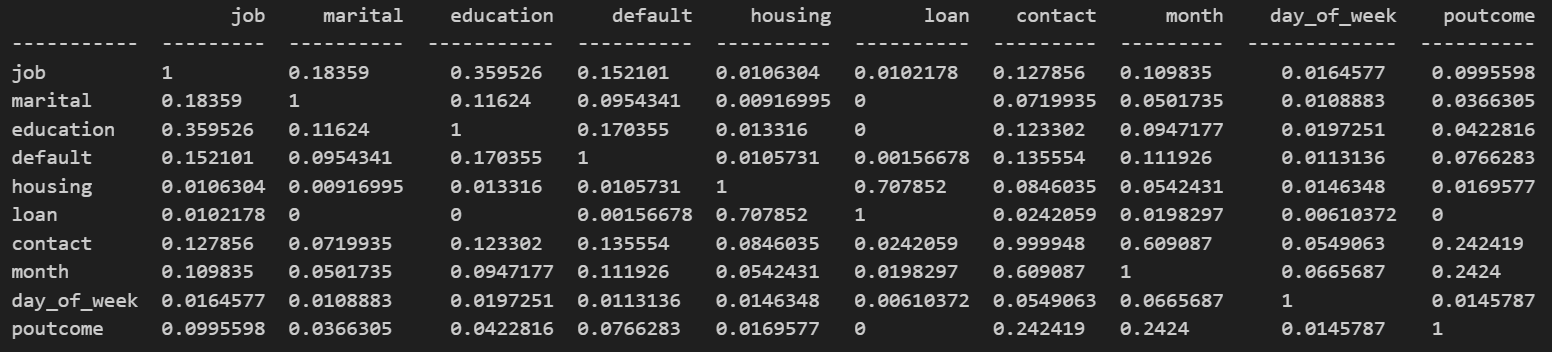 job marital education default housing loan contact month day_of_week poutcome
----------- --------- ---------- ----------- ---------- ---------- ---------- --------- --------- ------------- ----------
job 1 0.18359 0.359526 0.152101 0.0106304 0.0102178 0.127856 0.109835 0.0164577 0.0995598
marital 0.18359 1 0.11624 0.0954341 0.00916995 0 0.0719935 0.0501735 0.0108883 0.0366305
education 0.359526 0.11624 1 0.170355 0.013316 0 0.123302 0.0947177 0.0197251 0.0422816
default 0.152101 0.0954341 0.170355 1 0.0105731 0.00156678 0.135554 0.111926 0.0113136 0.0766283
housing 0.0106304 0.00916995 0.013316 0.0105731 1 0.707852 0.0846035 0.0542431 0.0146348 0.0169577
loan 0.0102178 0 0 0.00156678 0.707852 1 0.0242059 0.0198297 0.00610372 0
contact 0.127856 0.0719935 0.123302 0.135554 0.0846035 0.0242059 0.999948 0.609087 0.0549063 0.242419
month 0.109835 0.0501735 0.0947177 0.111926 0.0542431 0.0198297 0.609087 1 0.0665687 0.2424
day_of_week 0.0164577 0.0108883 0.0197251 0.0113136 0.0146348 0.00610372 0.0549063 0.0665687 1 0.0145787
poutcome 0.0995598 0.0366305 0.0422816 0.0766283 0.0169577 0 0.242419 0.2424 0.0145787 1